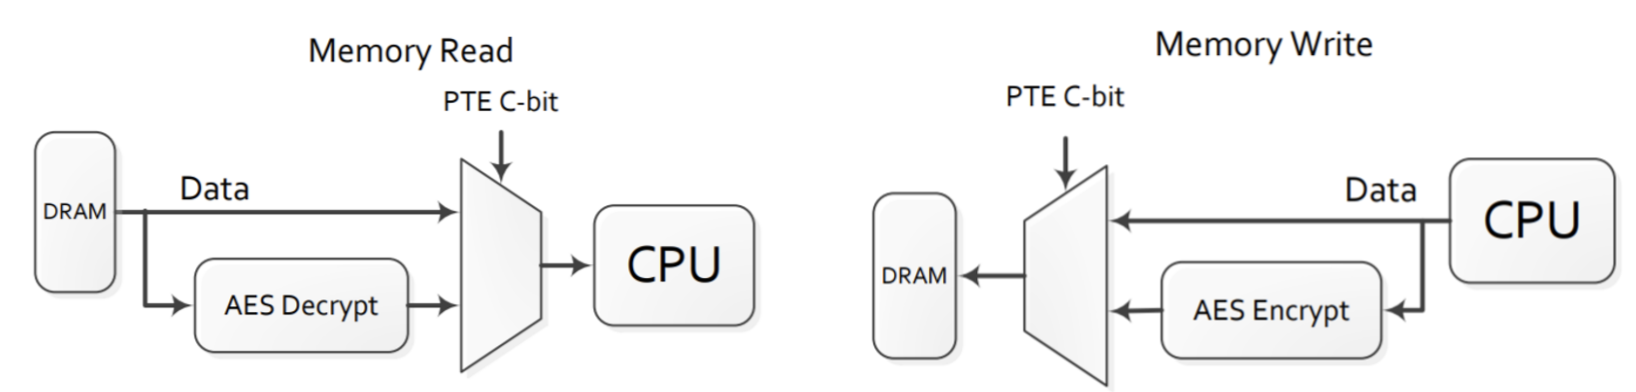 Memory Read
PTE C-bit
DRAM
Data
AES Decrypt
CPU
Memory Write
PTE C-bit
DRAM
Data
AES Encrypt
CPU